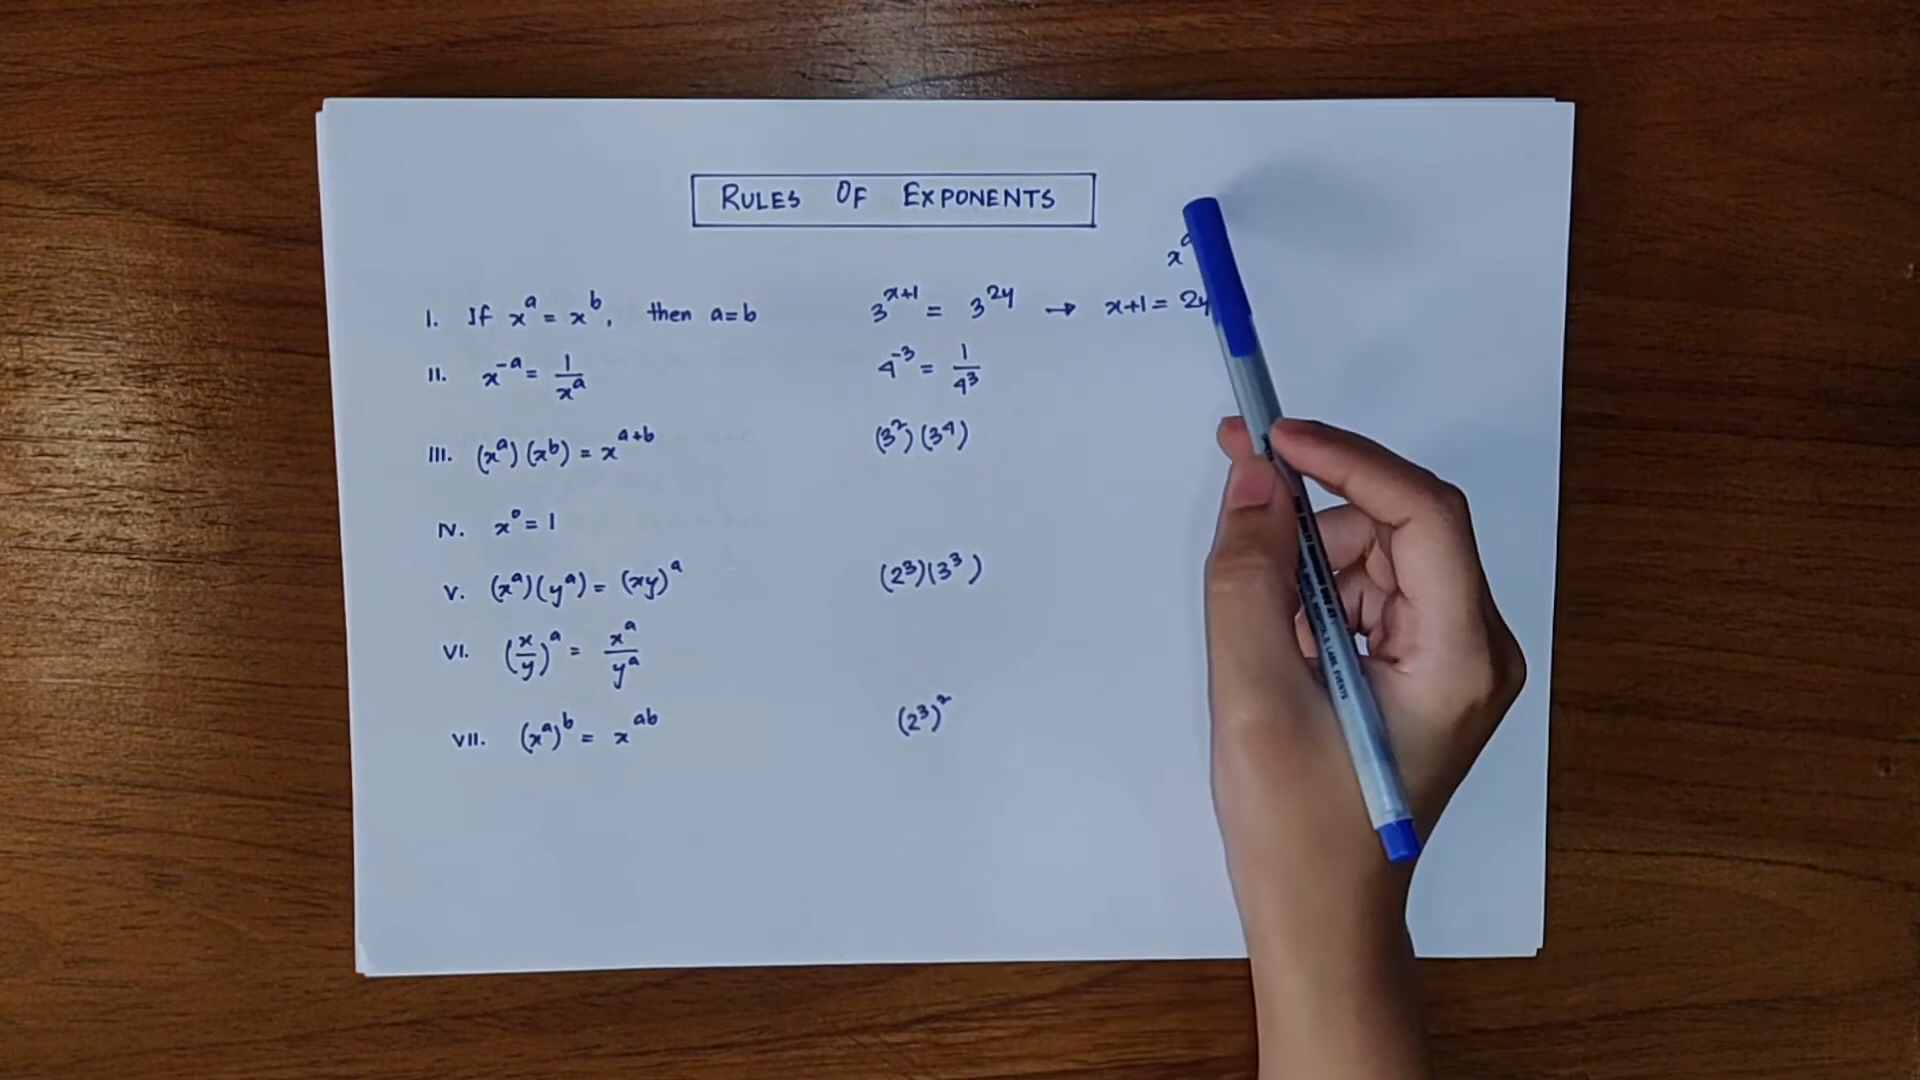 RULES OF EXPONENTS
x^a
I. If x^a = x^b, then a=b 3^(x+1) = 3^(2y) → x+1 = 2y
II. x^(-a) = 1/x^a 4^(-3) = 1/4^3
III. (x^a)(x^b) = x^(a+b) (3^2)(3^4)
IV. x^0 = 1
V. (x^a)(y^a) = (xy)^a (2^3)(3^3)
VI. (x/y)^a = x^a/y^a
VII. (x^a)^b = x^(ab) (2^3)^2